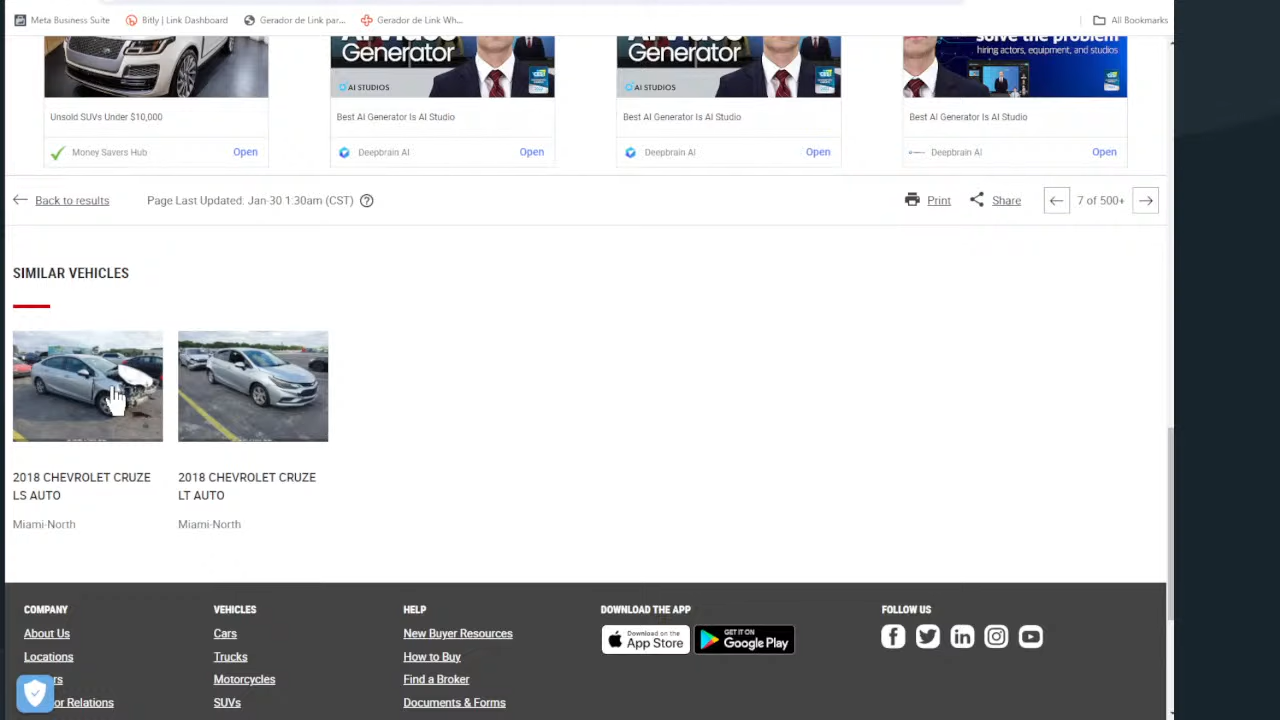 Meta Business Suite
Bitly | Link Dashboard
Gerador de Link par...
Gerador de Link Wh...
All Bookmarks
AI Video
Generator
AI STUDIOS
AI Video
Generator
AI STUDIOS
solve the problem
hiring actors, equipment, and studios
Unsold SUVs Under $10,000
Best AI Generator Is AI Studio
Best AI Generator Is AI Studio
Best AI Generator Is AI Studio
Money Savers Hub
Open
Deepbrain AI
Open
Deepbrain AI
Open
Deepbrain AI
Open
Back to results
Page Last Updated. Jan-30 1:30am (CST)
Print
Share
7 of 500+
SIMILAR VEHICLES
2018 CHEVROLET CRUZE
LS AUTO
Miami-North
2018 CHEVROLET CRUZE
LT AUTO
Miami-North
COMPANY
About Us
Locations
rs
or Relations
VEHICLES
Cars
Trucks
Motorcycles
SUVs
HELP
New Buyer Resources
How to Buy
Find a Broker
Documents & Forms
DOWNLOAD THE APP
Download on the
App Store
GET IT ON
Google Play
FOLLOW US